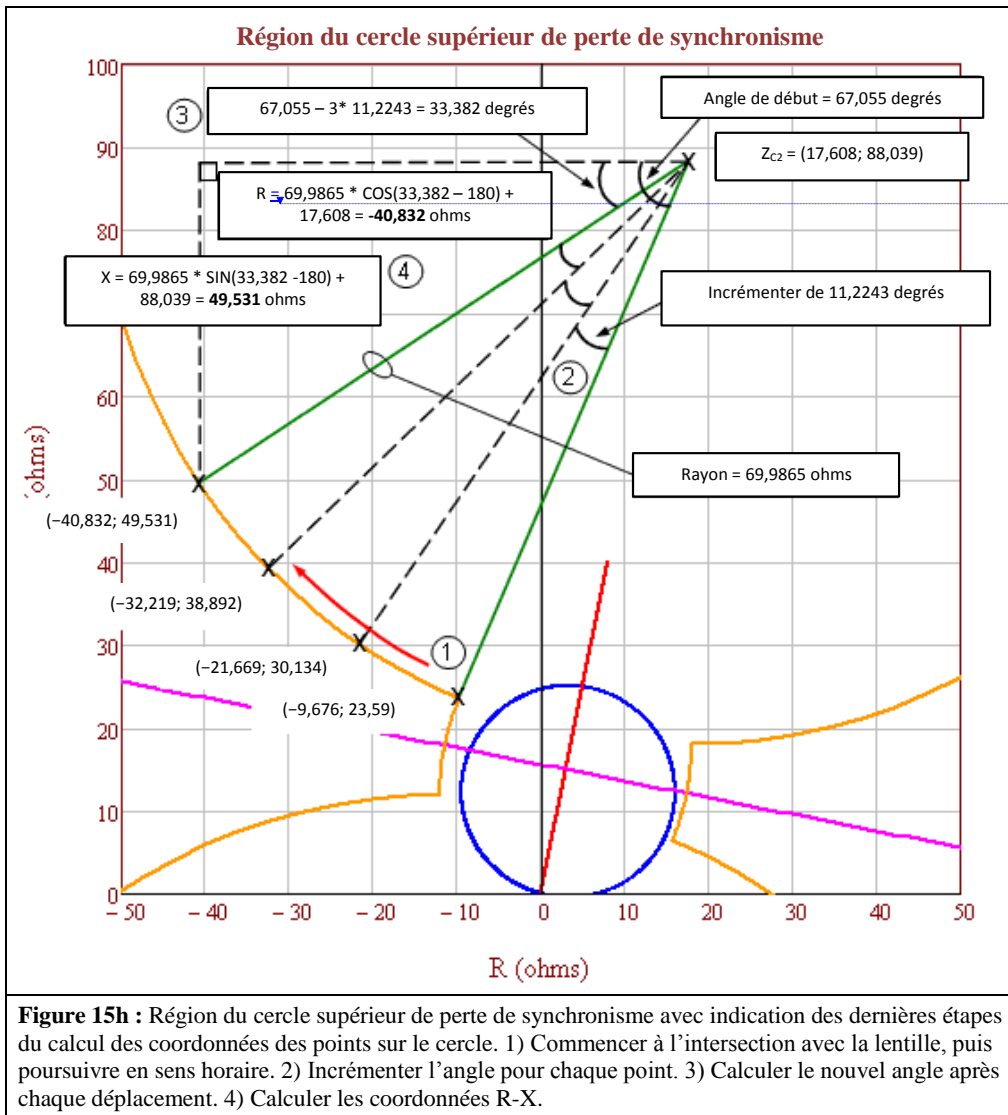 Région du cercle supérieur de perte de synchronisme
100
90
80
60
50
40
30
20
10
0
3
67,055 – 3* 11,2243 = 33,382 degrés
Angle de début = 67,055 degrés
Z_C2 = (17,608; 88,039)
R = 69,9865 * COS(33,382 – 180) +
17,608 = -40,832 ohms
4
X = 69,9865 * SIN(33,382 -180) +
88,039 = 49,531 ohms
Incrémenter de 11,2243 degrés
2
Rayon = 69,9865 ohms
(ohms)
(−40,832; 49,531)
(−32,219; 38,892)
1
(−21,669; 30,134)
(−9,676; 23,59)
-50 -40 -30 -20 -10 0 10 20 30 40 50
R (ohms)
Figure 15h : Région du cercle supérieur de perte de synchronisme avec indication des dernières étapes
du calcul des coordonnées des points sur le cercle. 1) Commencer à l’intersection avec la lentille, puis
poursuivre en sens horaire. 2) Incrémenter l’angle pour chaque point. 3) Calculer le nouvel angle après
chaque déplacement. 4) Calculer les coordonnées R-X.